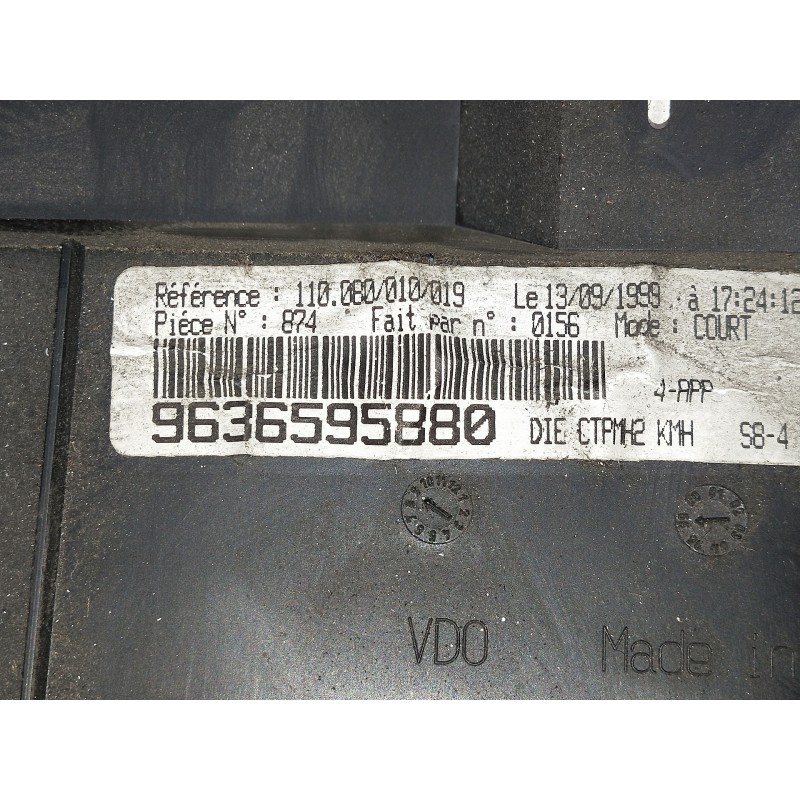 Référence : 110.080/010/019 Le 13/09/1999 à 17:24:12
Piéce N° : 874 Fait par n° : 0156 Mode : COURT
4-APP
9636595880 DIE CTPMH2 KMH S8-4
VDO Made in